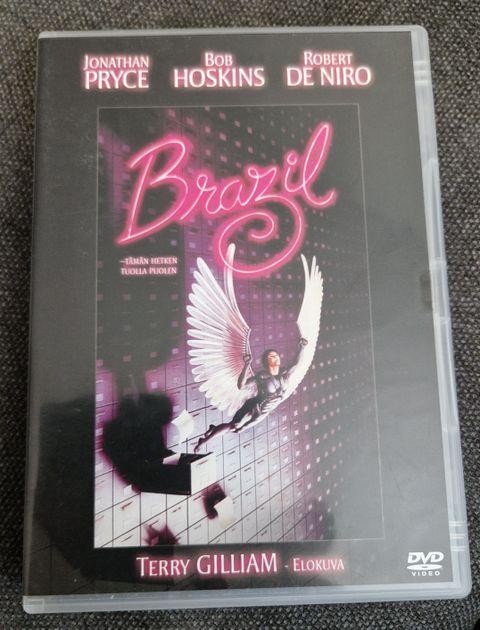 JONATHAN PRYCE
BOB HOSKINS
ROBERT DE NIRO
Brazil
–TÄMÄN HETKEN
TUOLLA PUOLEN
TERRY GILLIAM - ELOKUVA
DVD
VIDEO